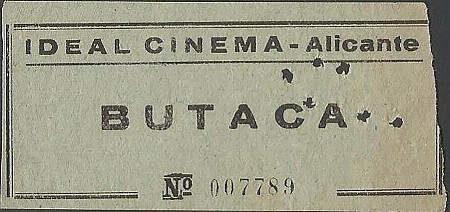 IDEAL CINEMA - Alicante
BUTACA
Nº 007789